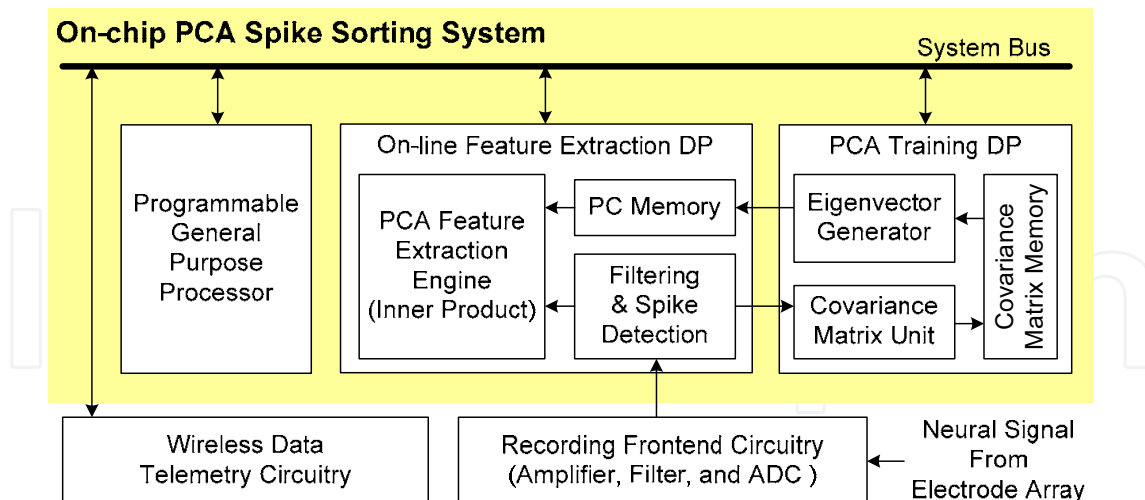 On-chip PCA Spike Sorting System
System Bus
Programmable
General
Purpose
Processor
On-line Feature Extraction DP
PCA Feature
Extraction
Engine
(Inner Product)
PC Memory
Filtering
& Spike
Detection
PCA Training DP
Eigenvector
Generator
Covariance
Matrix Unit
Covariance
Matrix Memory
Wireless Data
Telemetry Circuitry
Recording Frontend Circuitry
(Amplifier, Filter, and ADC )
Neural Signal
From
Electrode Array